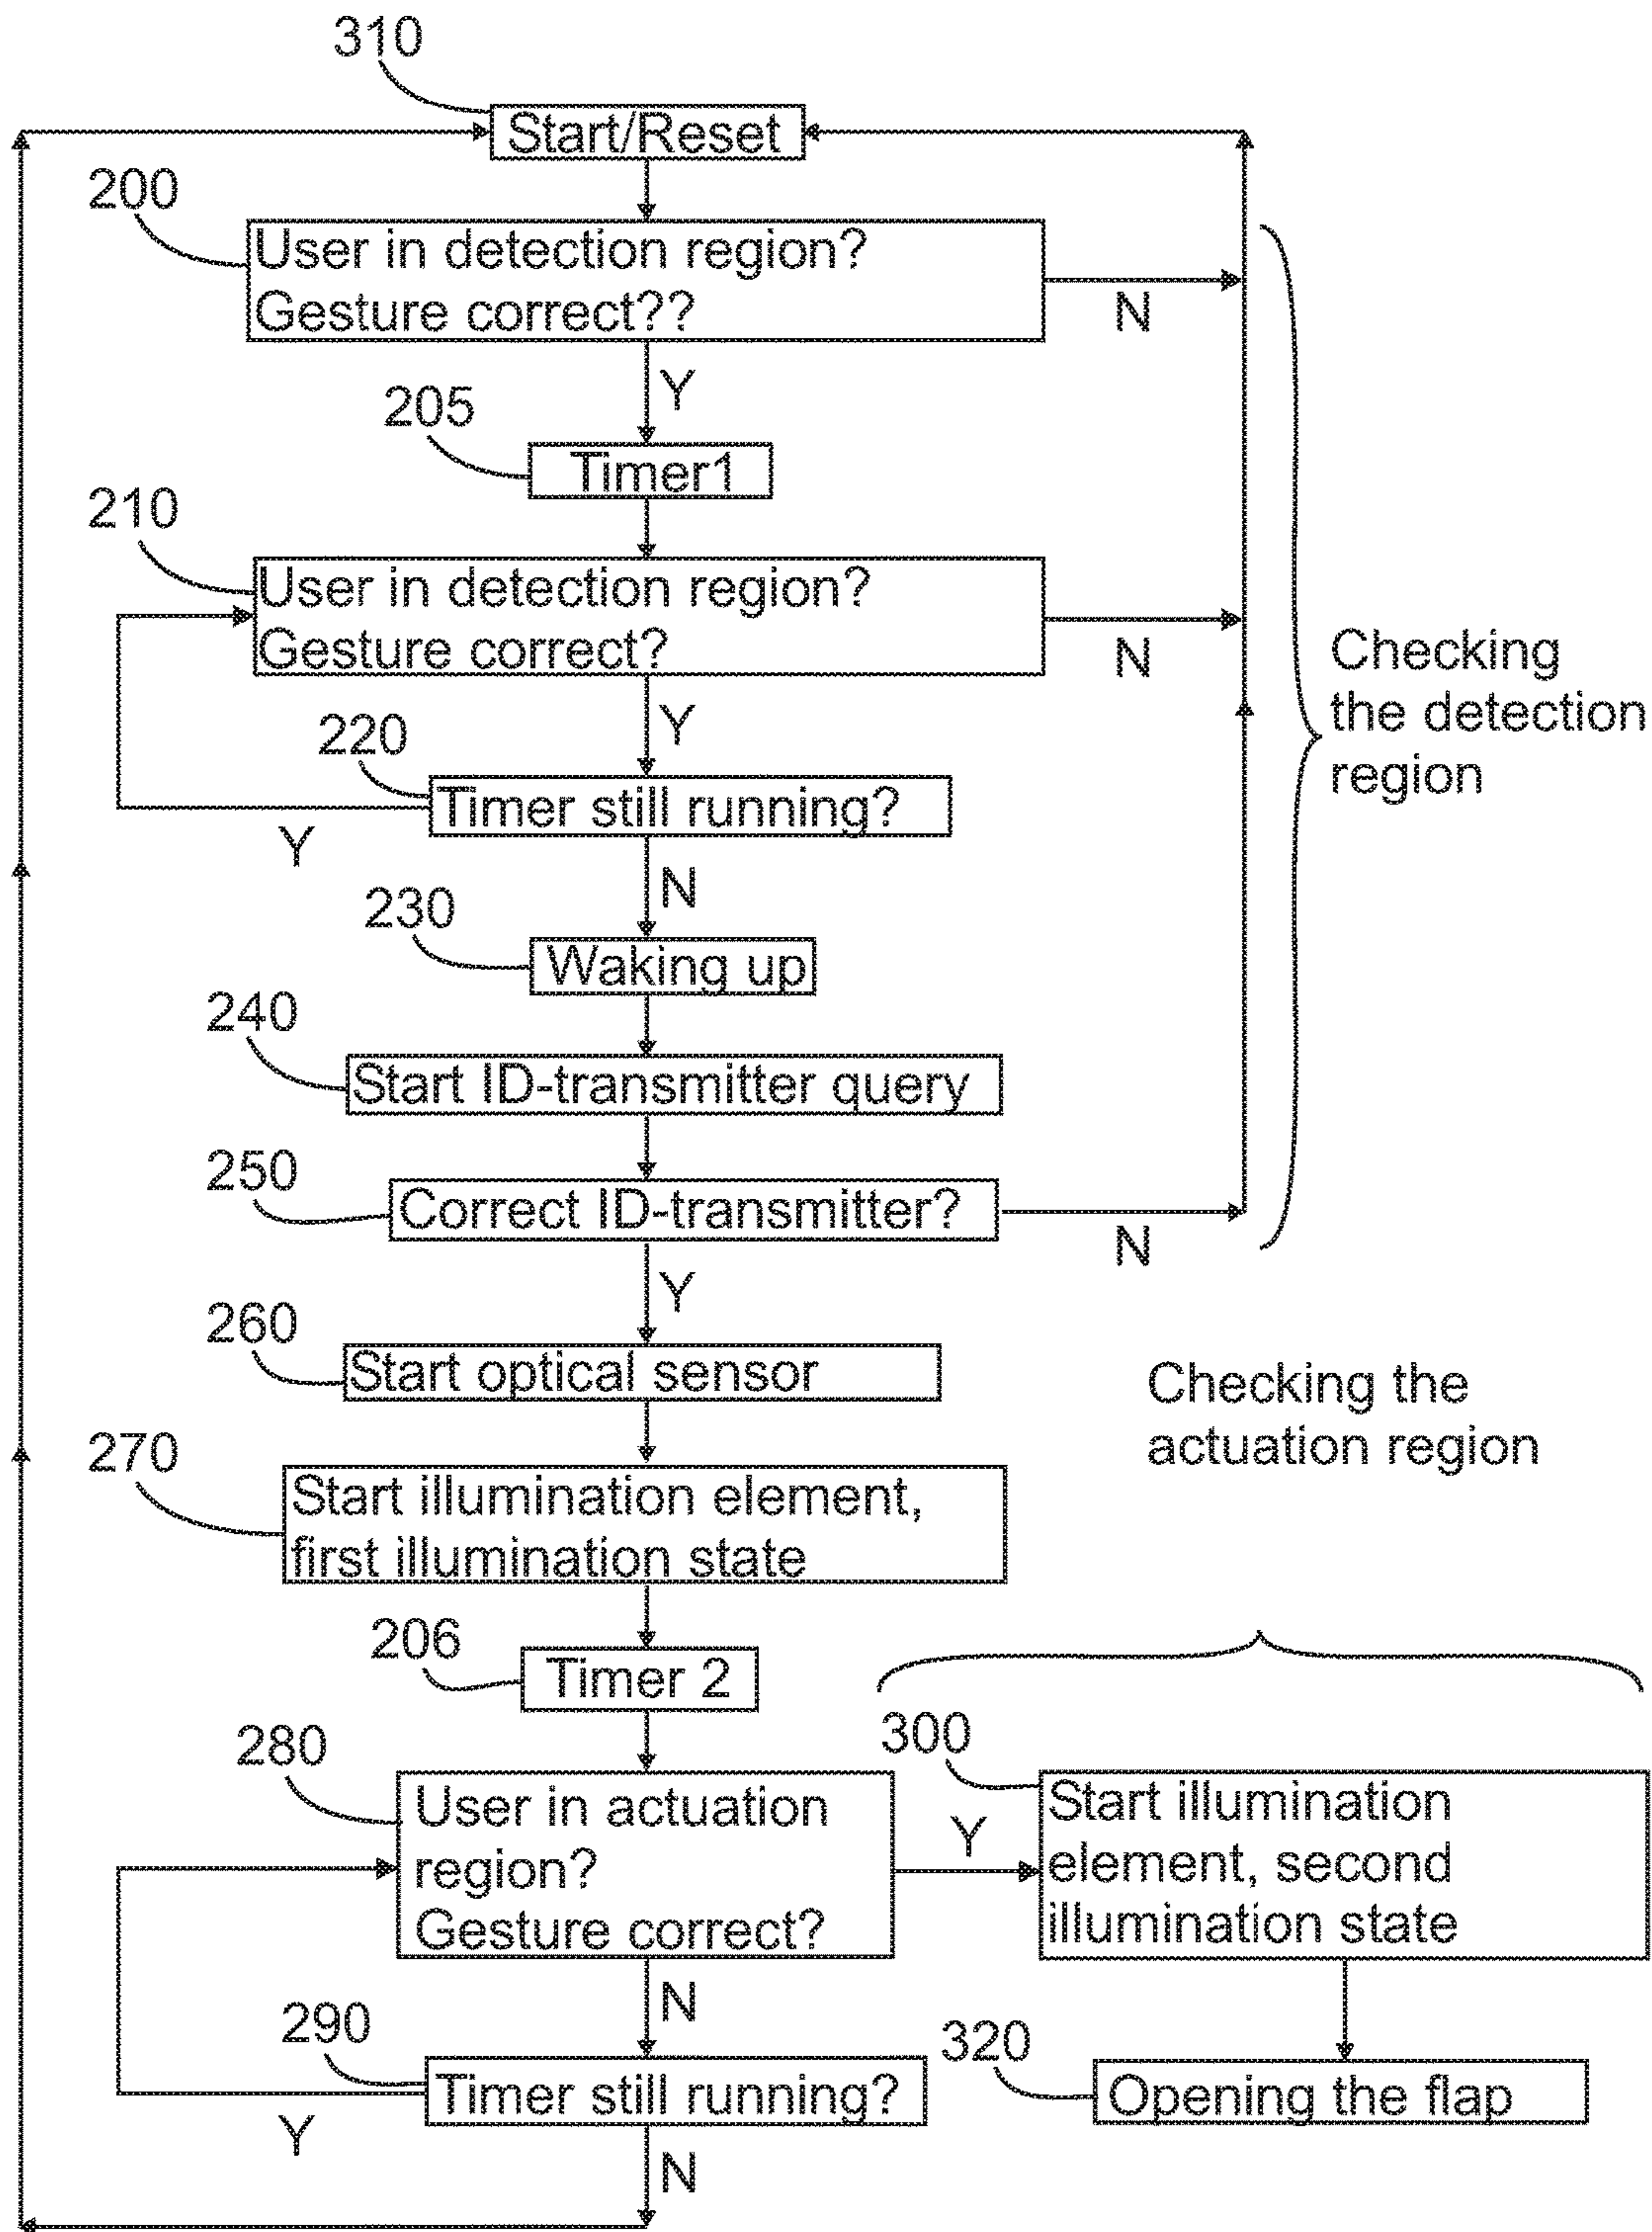 310
Start/Reset
200
User in detection region?
Gesture correct??
N
Y
205
Timer1
210
User in detection region?
Gesture correct?
N
Checking
the detection
region
Y
220
Timer still running?
Y
N
230
Waking up
240
Start ID-transmitter query
250
Correct ID-transmitter?
N
Y
260
Start optical sensor
Checking the
actuation region
270
Start illumination element,
first illumination state
206
Timer 2
280
User in actuation
region?
Gesture correct?
Y
300
Start illumination
element, second
illumination state
N
290
Timer still running?
Y
N
320
Opening the flap